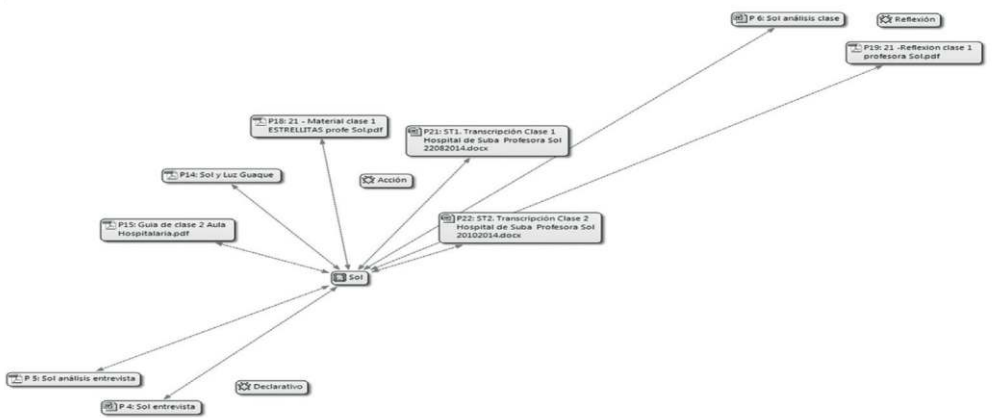 P 6: Sol análisis clase
Reflexión
P19: 21 -Reflexion clase 1
profesora Sol.pdf
P18: 21 - Material clase 1
ESTRELLITAS profe Sol.pdf
P21: ST1. Transcripción Clase 1
Hospital de Suba Profesora Sol
22082014.docx
P14: Sol y Luz Guaque
Acción
P15: Guia de clase 2 Aula
Hospitalaria.pdf
P22: ST2. Transcripción Clase 2
Hospital de Suba Profesora Sol
20102014.docx
Sol
P 5: Sol análisis entrevista
Declarativo
P 4: Sol entrevista